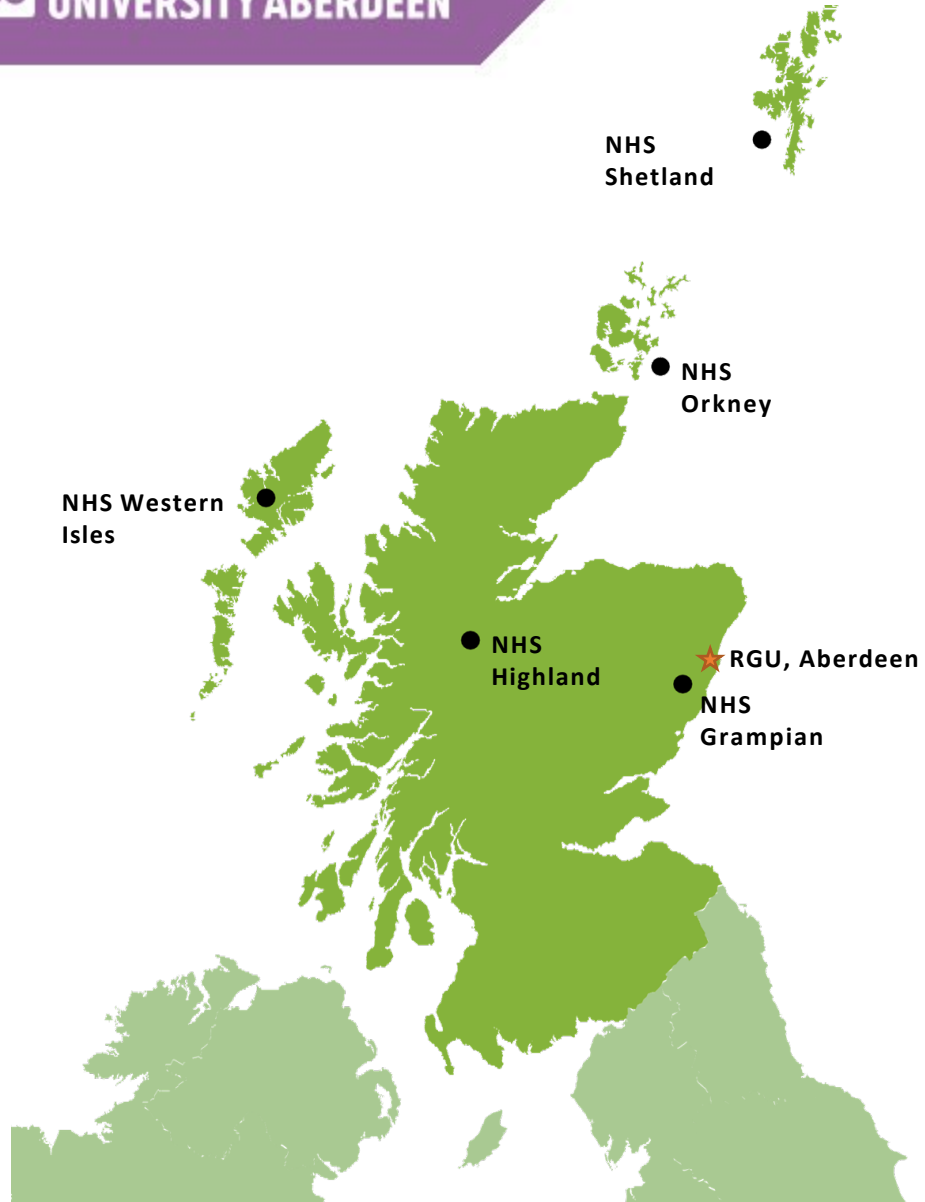 UNIVERSITY ABERDEEN
NHS
Shetland
NHS
Orkney
NHS Western
Isles
NHS
Highland
RGU, Aberdeen
NHS
Grampian